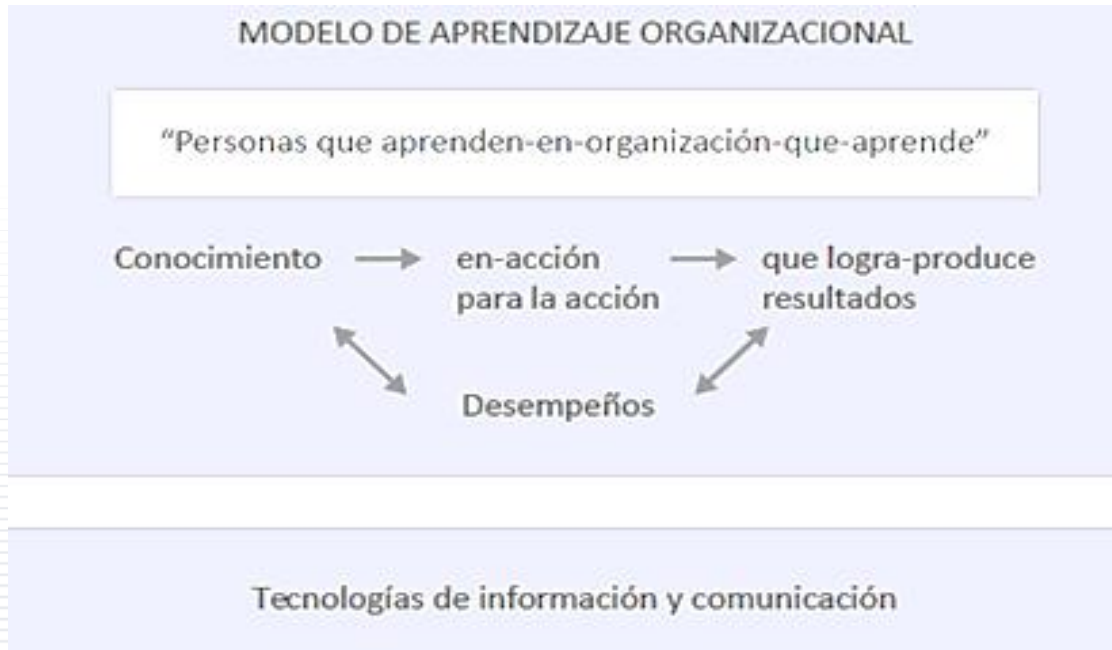 MODELO DE APRENDIZAJE ORGANIZACIONAL
“Personas que aprenden-en-organización-que-aprende”
Conocimiento en-acción que logra-produce
para la acción resultados
Desempeños
Tecnologías de información y comunicación